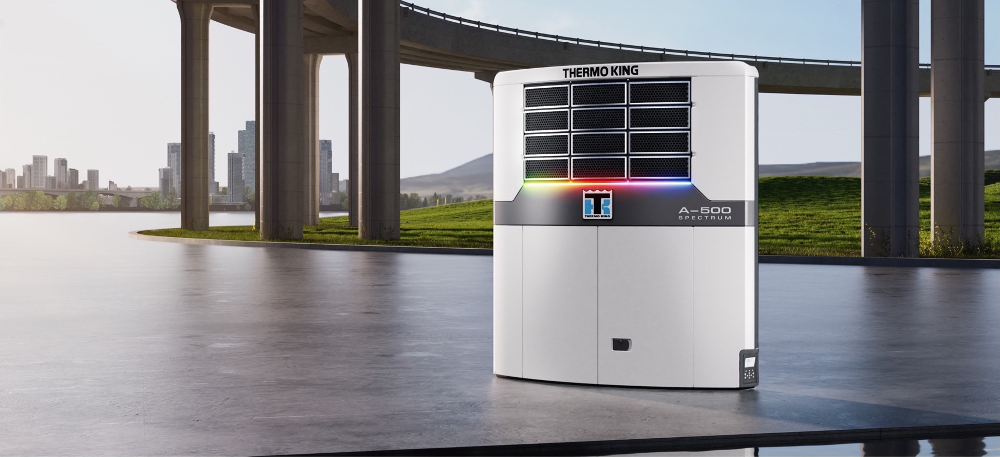 THERMO KING
THERMO KING
A-500
SPECTRUM